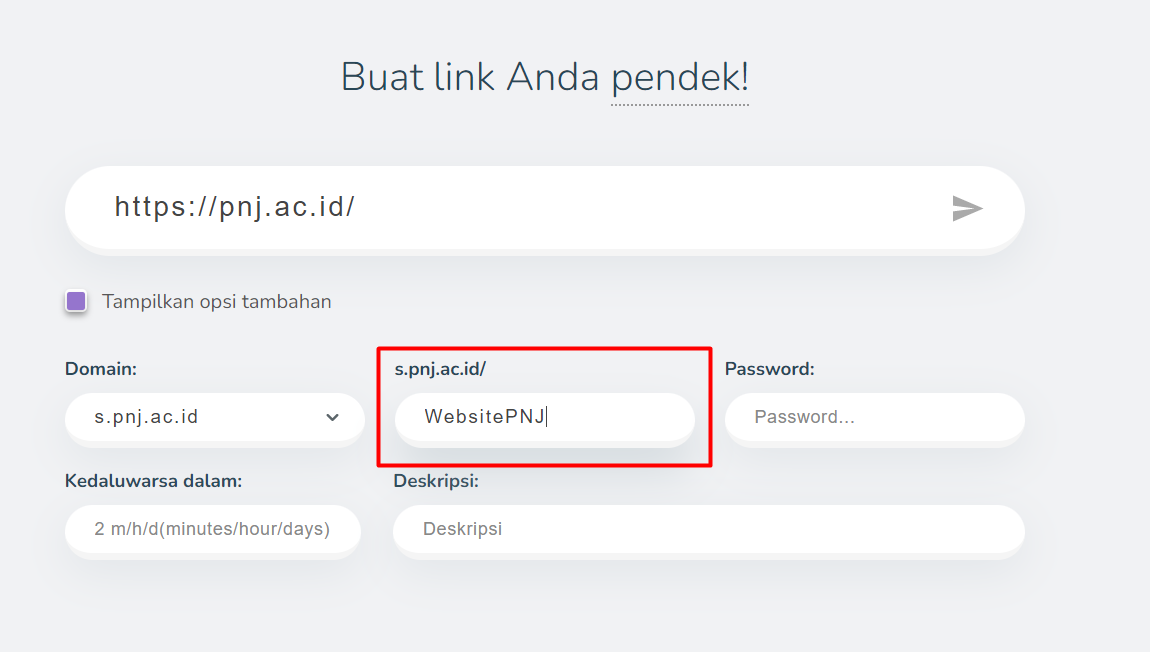 Buat link Anda pendek!
https://pnj.ac.id/
Tampilkan opsi tambahan
Domain:
s.pnj.ac.id/
Password:
s.pnj.ac.id
WebsitePNJ
Password...
Kedaluwarsa dalam:
Deskripsi:
2 m/h/d(minutes/hour/days)
Deskripsi